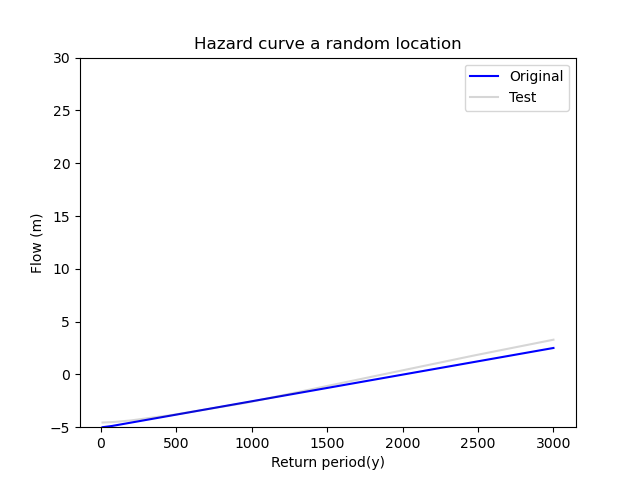 Hazard curve a random location
Original
Test
30
25
20
15
10
5
0
−5
Flow (m)
0 500 1000 1500 2000 2500 3000
Return period(y)